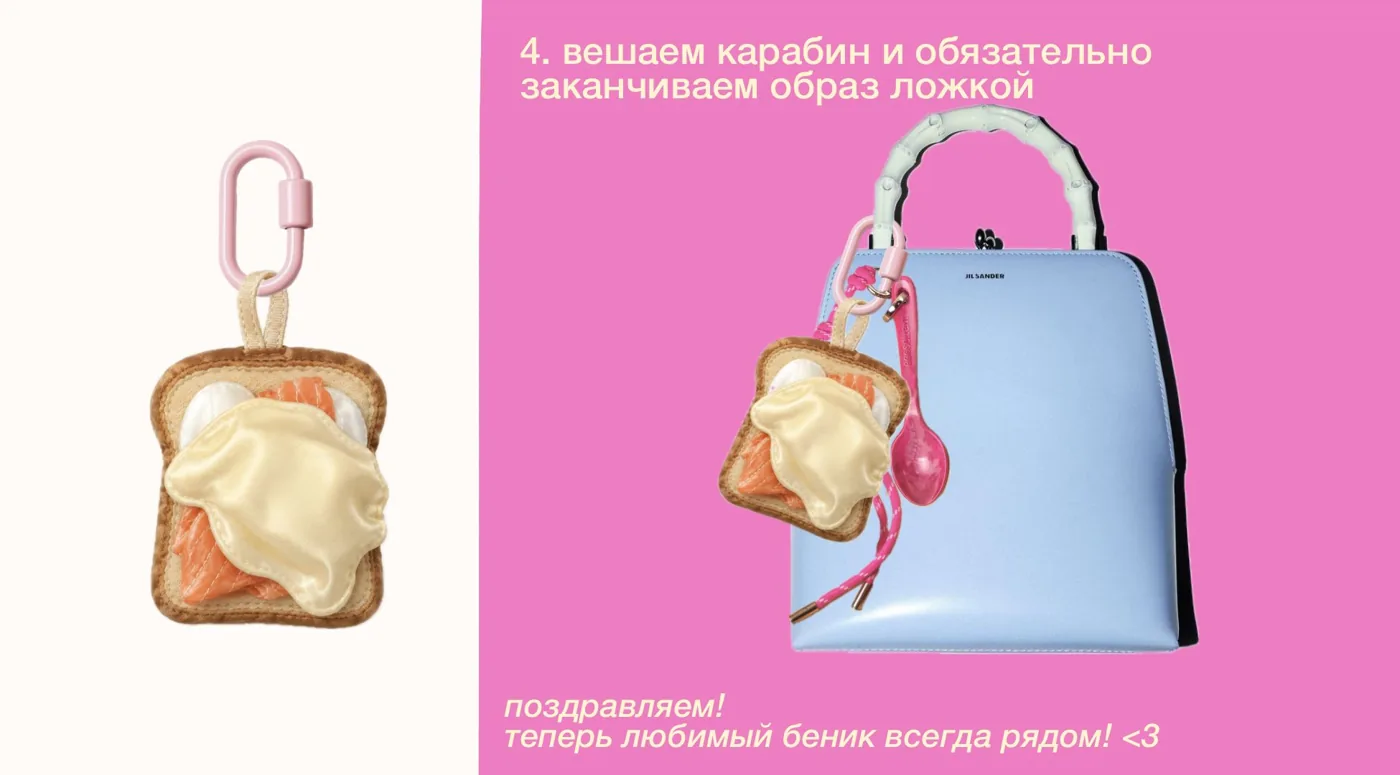 4. вешаем карабин и обязательно
заканчиваем образ ложкой
JIL SANDER
поздравляем!
теперь любимый беник всегда рядом! <3